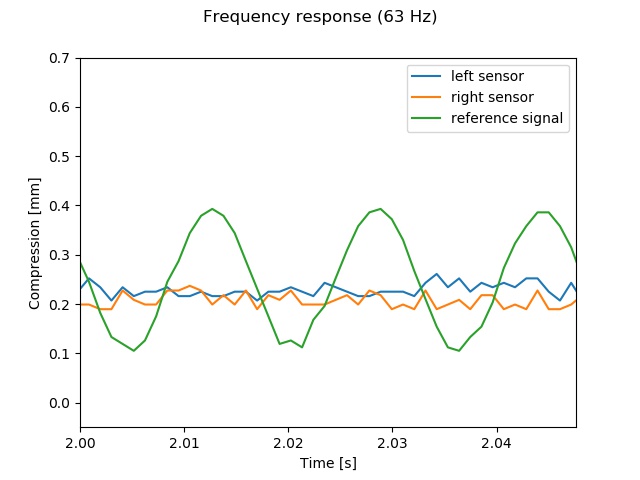 Frequency response (63 Hz)
left sensor
right sensor
reference signal
Compression [mm]
0.7
0.6
0.5
0.4
0.3
0.2
0.1
0.0
2.00
2.01
2.02
2.03
2.04
Time [s]